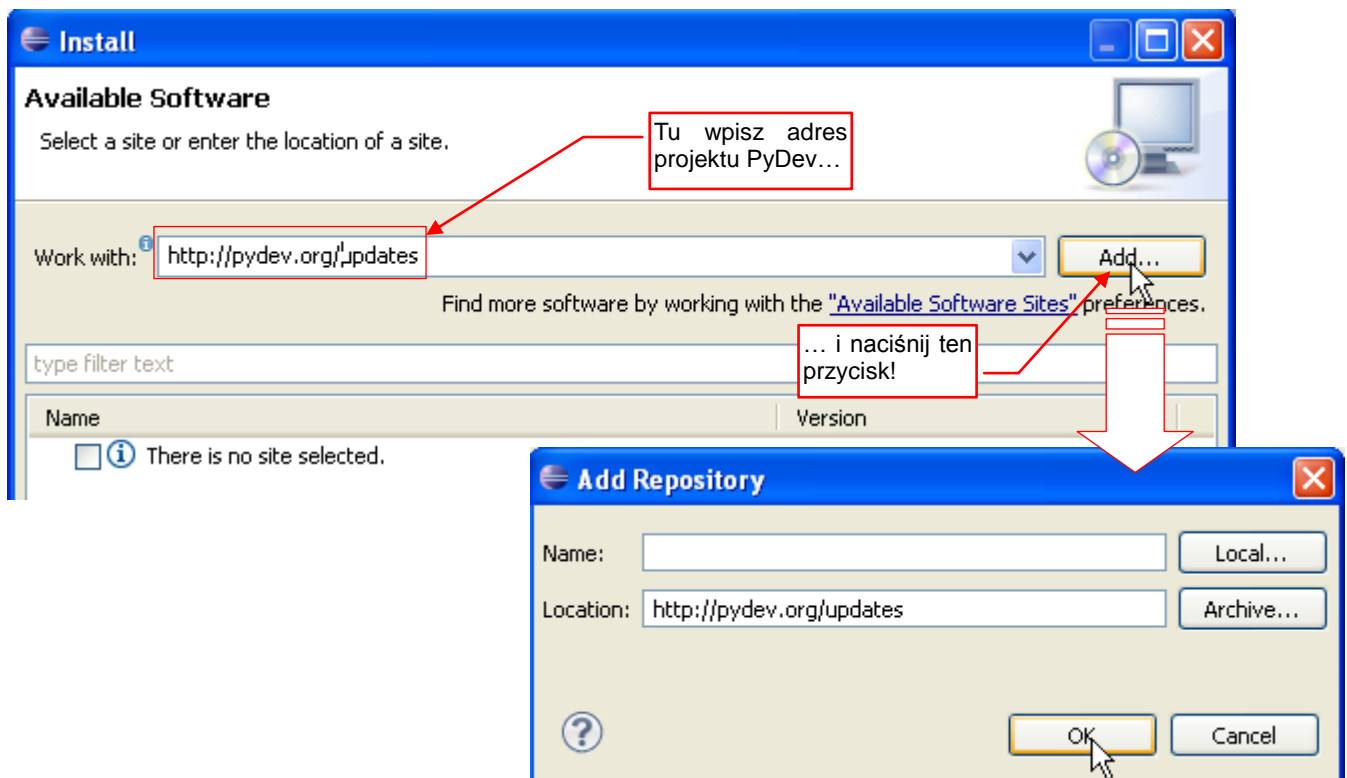 Install
Available Software
Select a site or enter the location of a site.
Tu wpisz adres
projektu PyDev…
Work with:
http://pydev.org/updates
Add...
Find more software by working with the "Available Software Sites" preferences.
… i naciśnij ten
przycisk!
type filter text
Name Version
There is no site selected.
Add Repository
Name:
Local...
Location: http://pydev.org/updates
Archive...
OK
Cancel